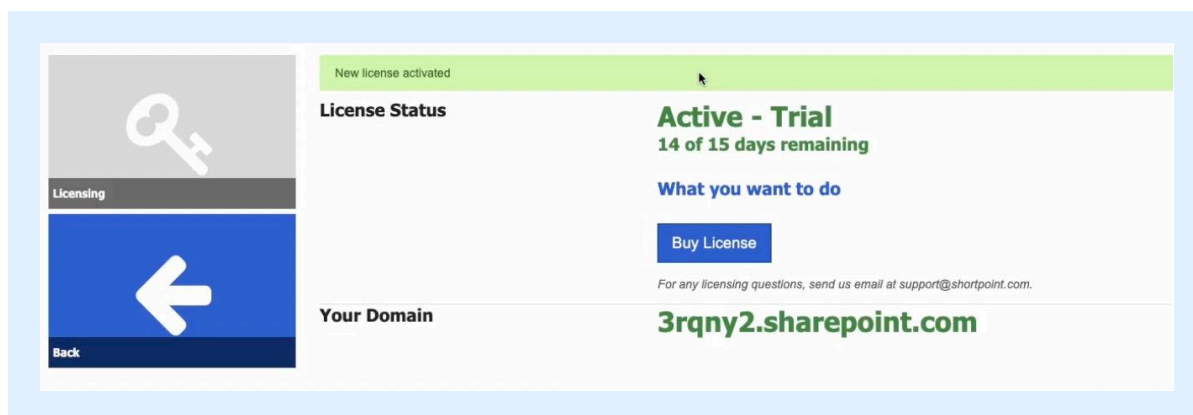 New license activated
License Status
Active - Trial
14 of 15 days remaining
Licensing
What you want to do
Buy License
For any licensing questions, send us email at support@shortpoint.com.
Your Domain
3rqny2.sharepoint.com
Back